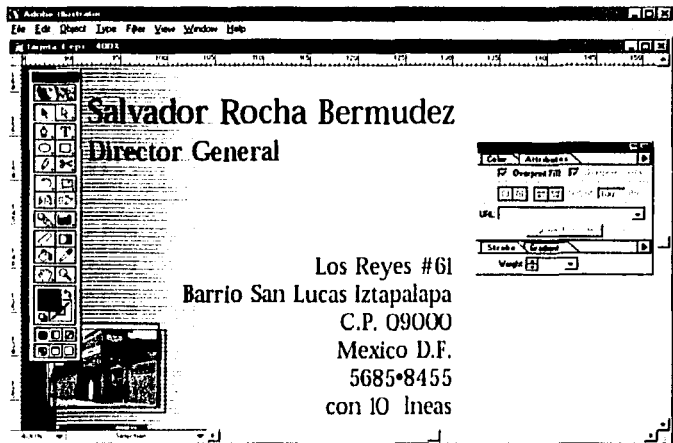 Adobe Illustrator
File Edit Object Type Filter View Window Help
Salvador Rocha Bermudez
Director General
Color Attributes
Overprint Fill
URL
Stroke Gradient
Weight
Los Reyes #61
Barrio San Lucas Iztapalapa
C.P. 09000
Mexico D.F.
5685•8455
con 10 lneas
Selection